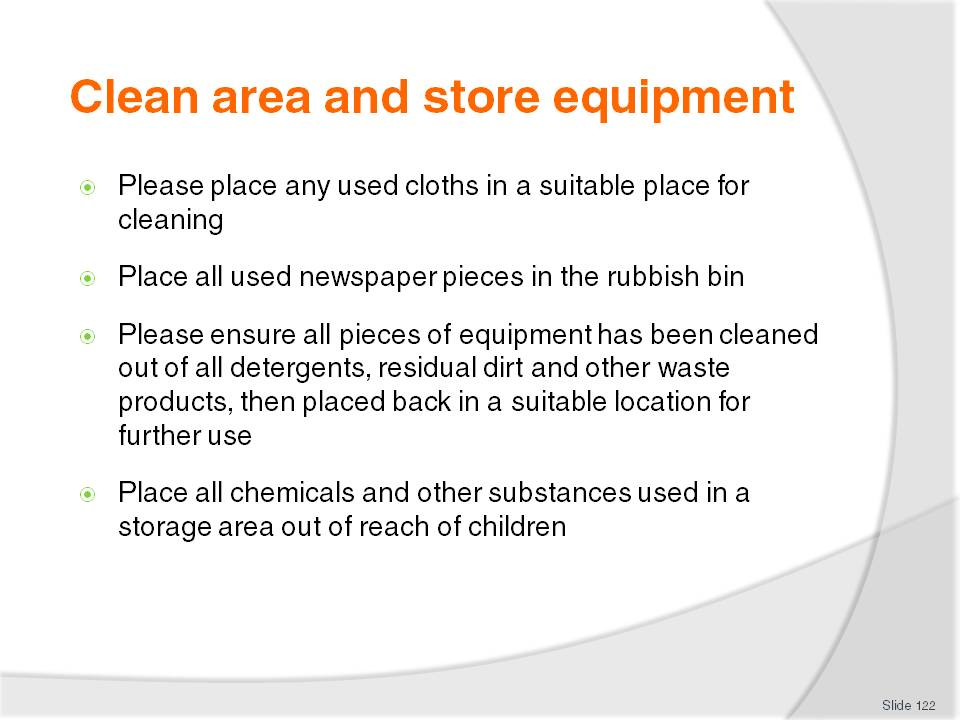 Clean area and store equipment
Please place any used cloths in a suitable place for
cleaning
Place all used newspaper pieces in the rubbish bin
Please ensure all pieces of equipment has been cleaned
out of all detergents, residual dirt and other waste
products, then placed back in a suitable location for
further use
Place all chemicals and other substances used in a
storage area out of reach of children
Slide 122